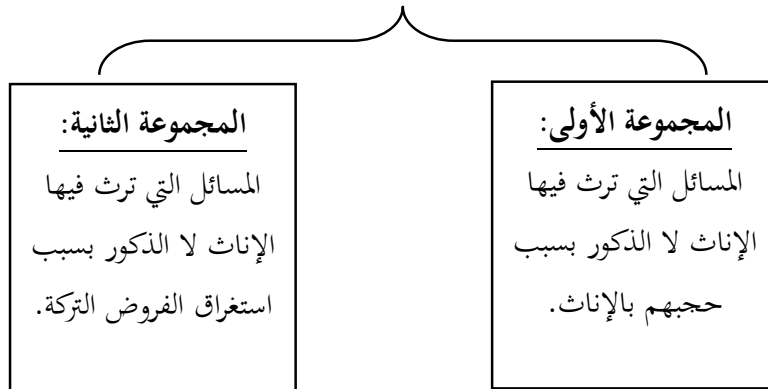 المجموعة الأولى:
المسائل التي ترث فيها
الإناث لا الذكور بسبب
حجبهم بالإناث.
المجموعة الثانية:
المسائل التي ترث فيها
الإناث لا الذكور بسبب
استغراق الفروض التركة.